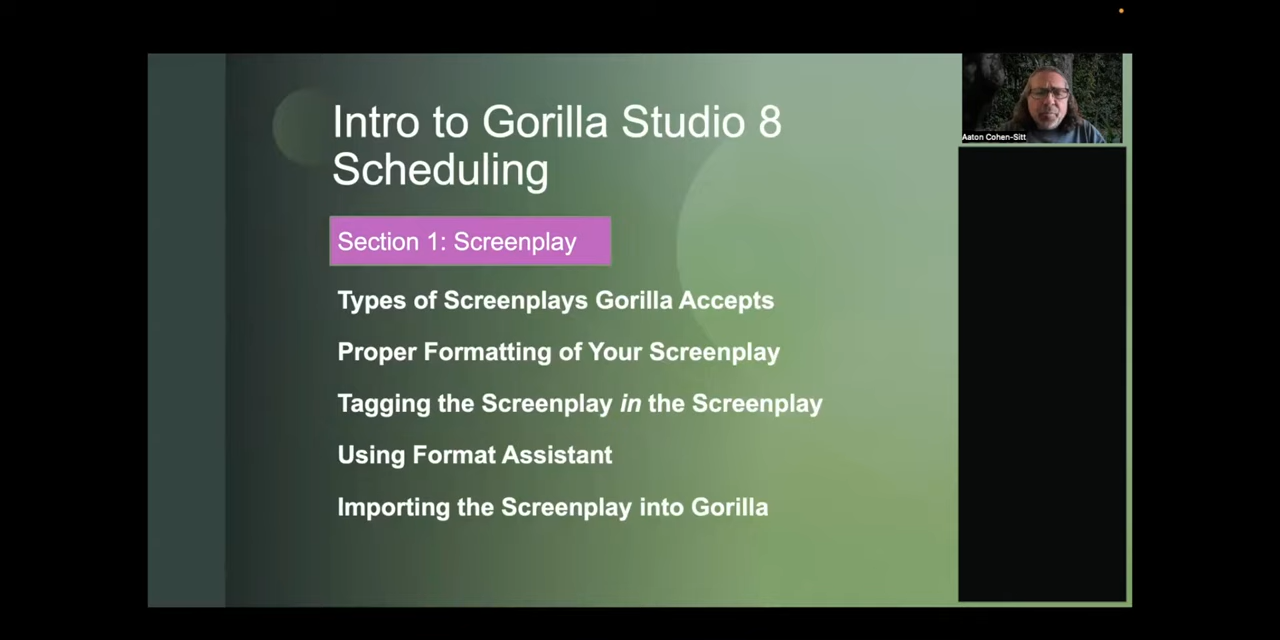 Intro to Gorilla Studio 8
Scheduling
Section 1: Screenplay
Types of Screenplays Gorilla Accepts
Proper Formatting of Your Screenplay
Tagging the Screenplay in the Screenplay
Using Format Assistant
Importing the Screenplay into Gorilla
Aaton Cohen-Sitt